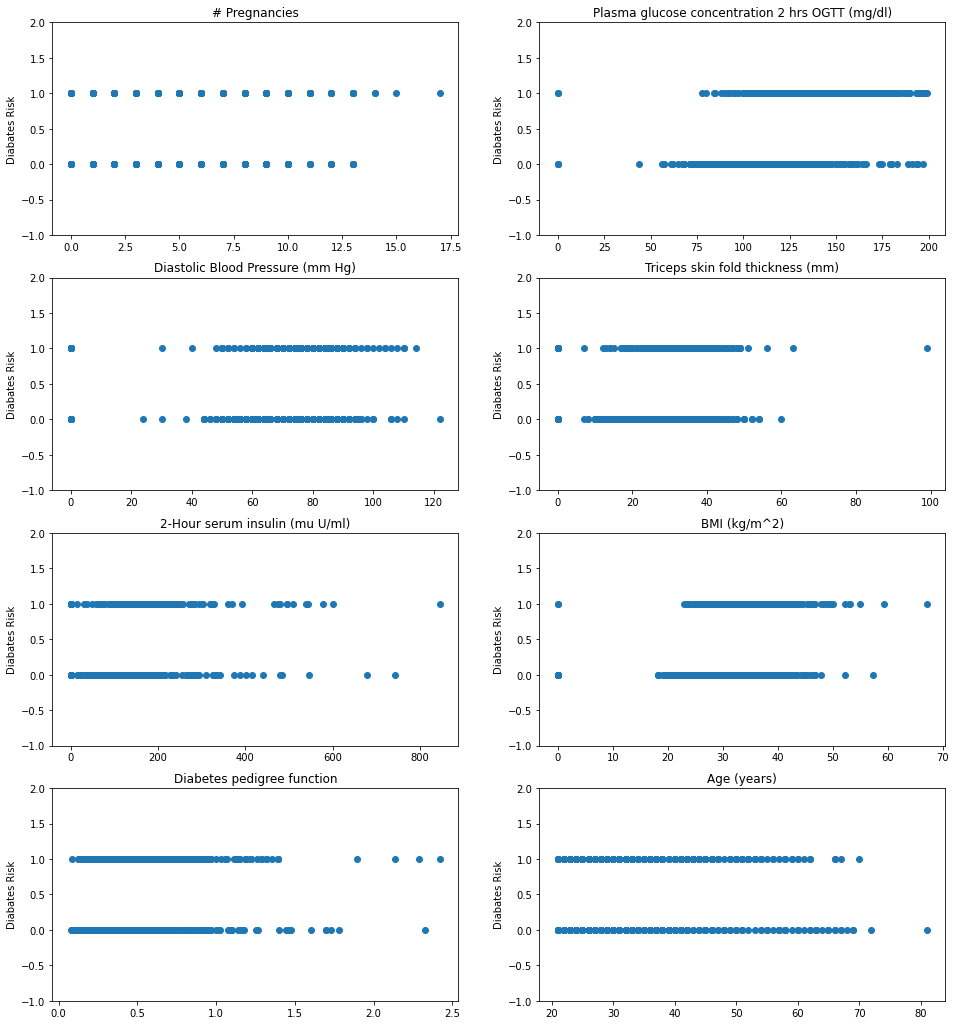 # Pregnancies
2.0
1.5
1.0
0.5
0.0
−0.5
−1.0
Diabates Risk
0.0 2.5 5.0 7.5 10.0 12.5 15.0 17.5
Plasma glucose concentration 2 hrs OGTT (mg/dl)
2.0
1.5
1.0
0.5
0.0
−0.5
−1.0
Diabates Risk
0 25 50 75 100 125 150 175 200
Diastolic Blood Pressure (mm Hg)
2.0
1.5
1.0
0.5
0.0
−0.5
−1.0
Diabates Risk
0 20 40 60 80 100 120
Triceps skin fold thickness (mm)
2.0
1.5
1.0
0.5
0.0
−0.5
−1.0
Diabates Risk
0 20 40 60 80 100
2-Hour serum insulin (mu U/ml)
2.0
1.5
1.0
0.5
0.0
−0.5
−1.0
Diabates Risk
0 200 400 600 800
BMI (kg/m^2)
2.0
1.5
1.0
0.5
0.0
−0.5
−1.0
Diabates Risk
0 10 20 30 40 50 60 70
Diabetes pedigree function
2.0
1.5
1.0
0.5
0.0
−0.5
−1.0
Diabates Risk
0.0 0.5 1.0 1.5 2.0 2.5
Age (years)
2.0
1.5
1.0
0.5
0.0
−0.5
−1.0
Diabates Risk
20 30 40 50 60 70 80